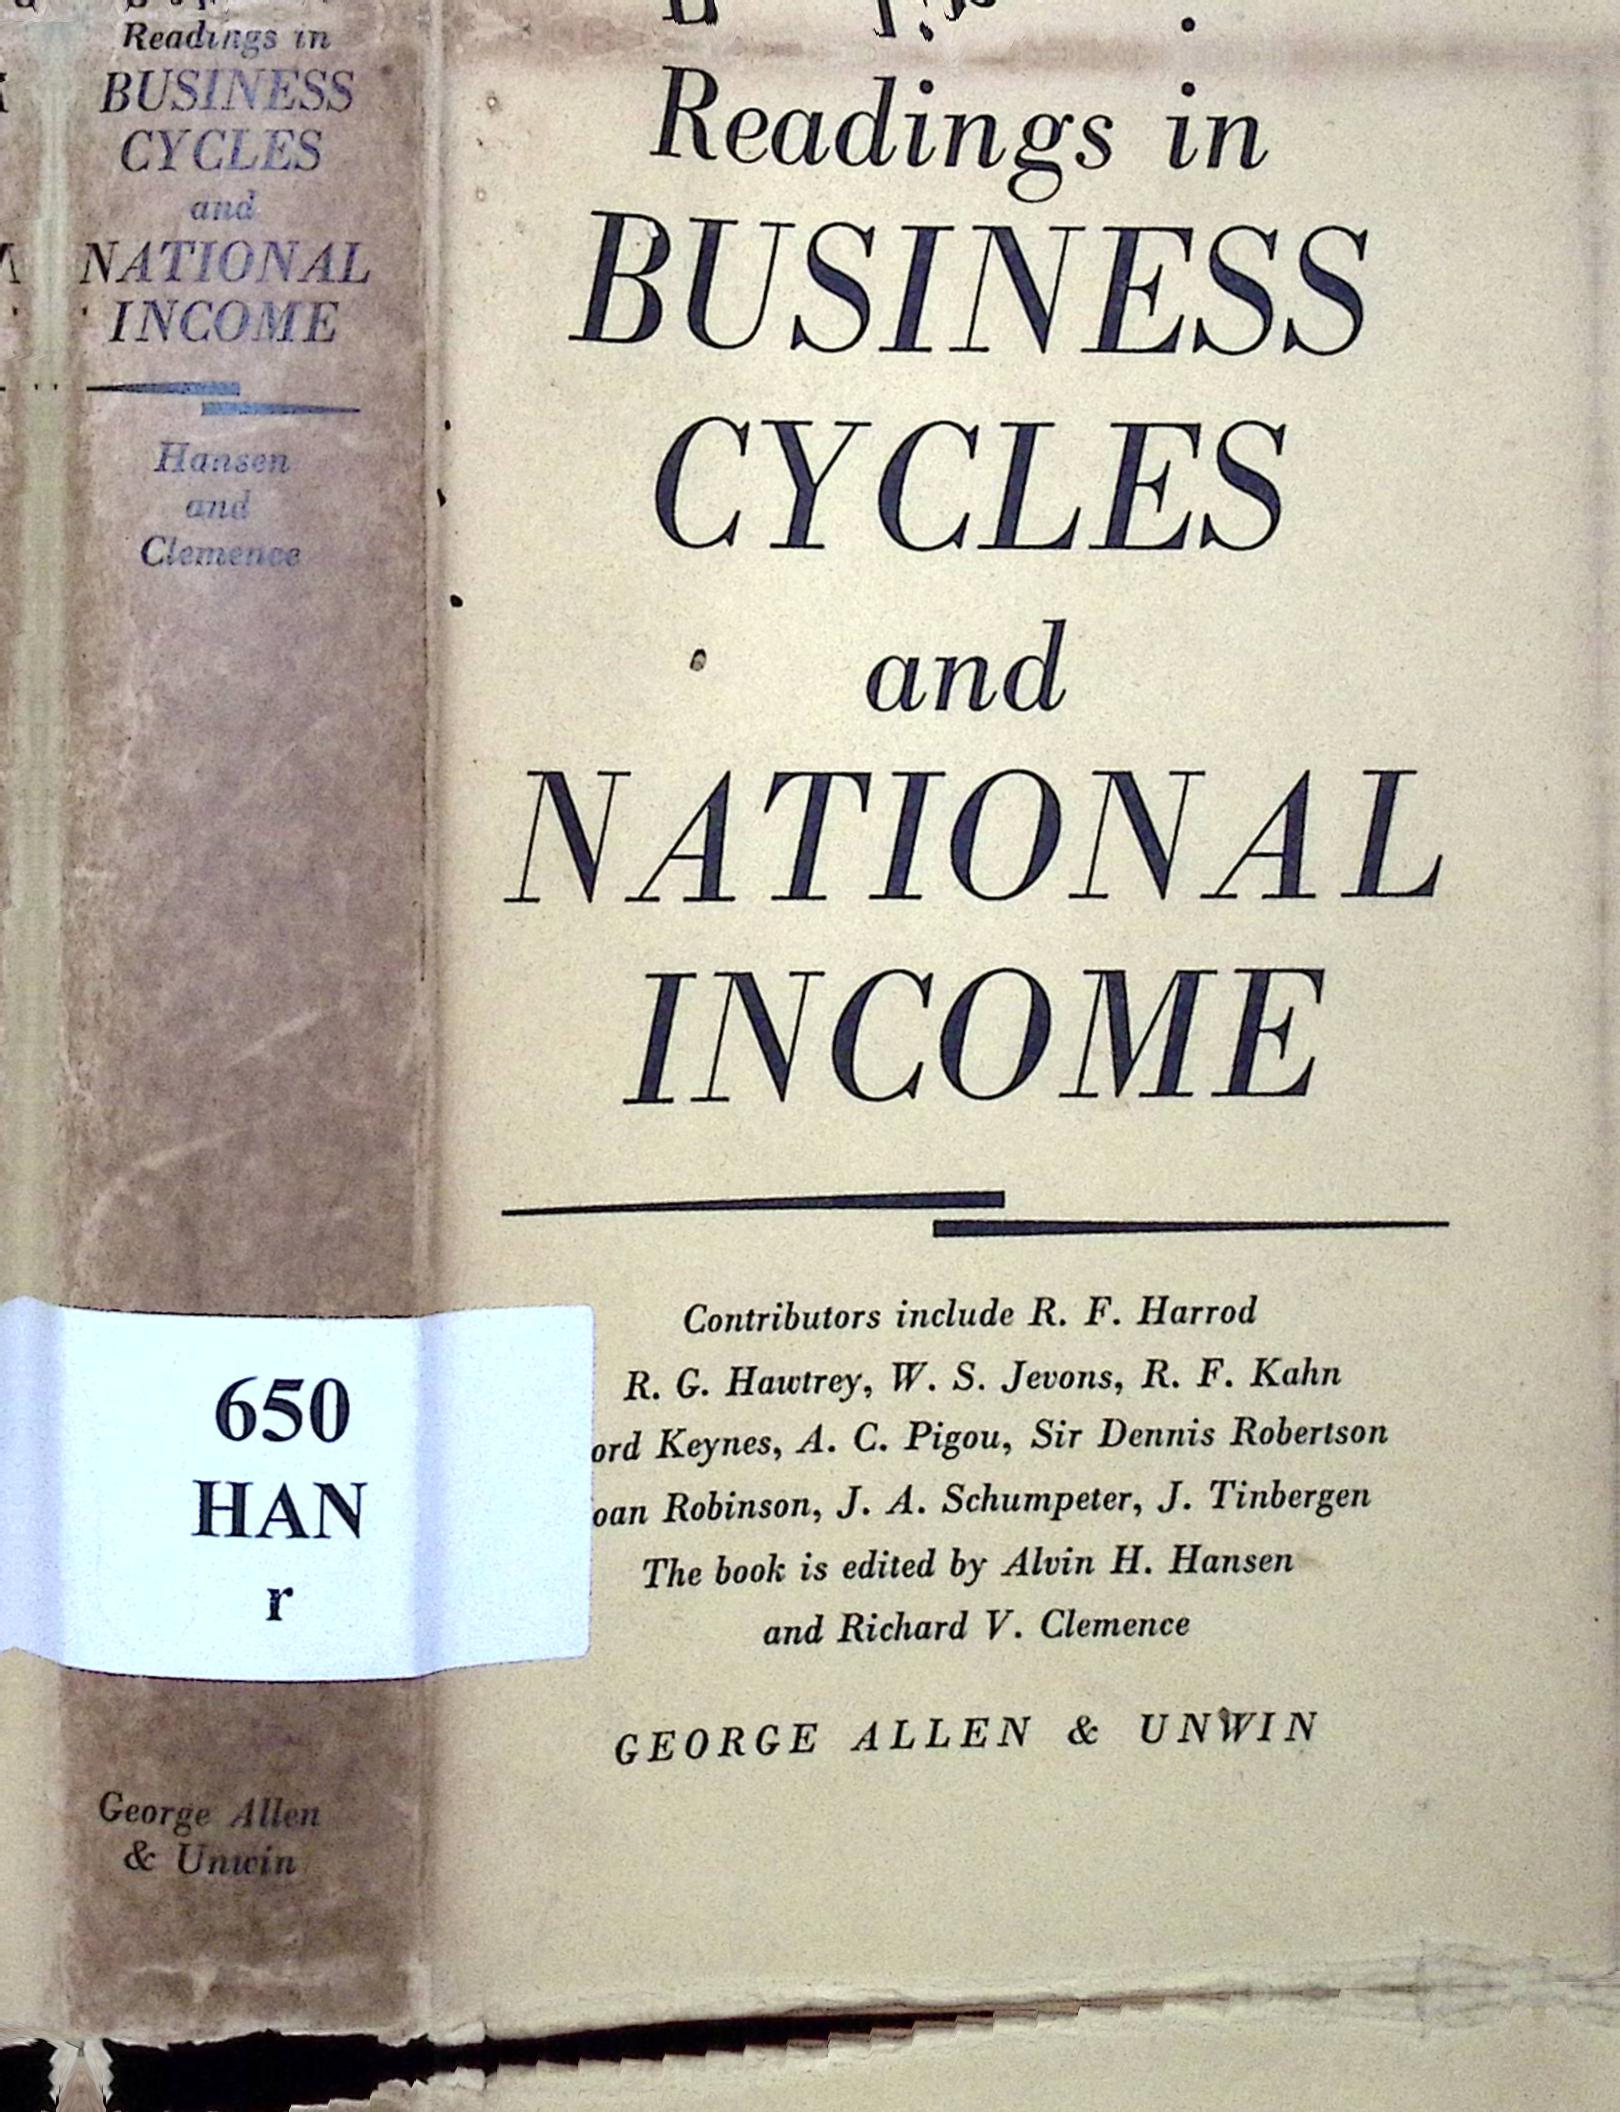 Readings in
BUSINESS
CYCLES
and
NATIONAL
INCOME
Hansen
and
Clemence
650
HAN
r
George Allen
& Unwin
Readings in
BUSINESS
CYCLES
and
NATIONAL
INCOME
Contributors include R. F. Harrod
R. G. Hawtrey, W. S. Jevons, R. F. Kahn
ord Keynes, A. C. Pigou, Sir Dennis Robertson
oan Robinson, J. A. Schumpeter, J. Tinbergen
The book is edited by Alvin H. Hansen
and Richard V. Clemence
GEORGE ALLEN & UNWIN